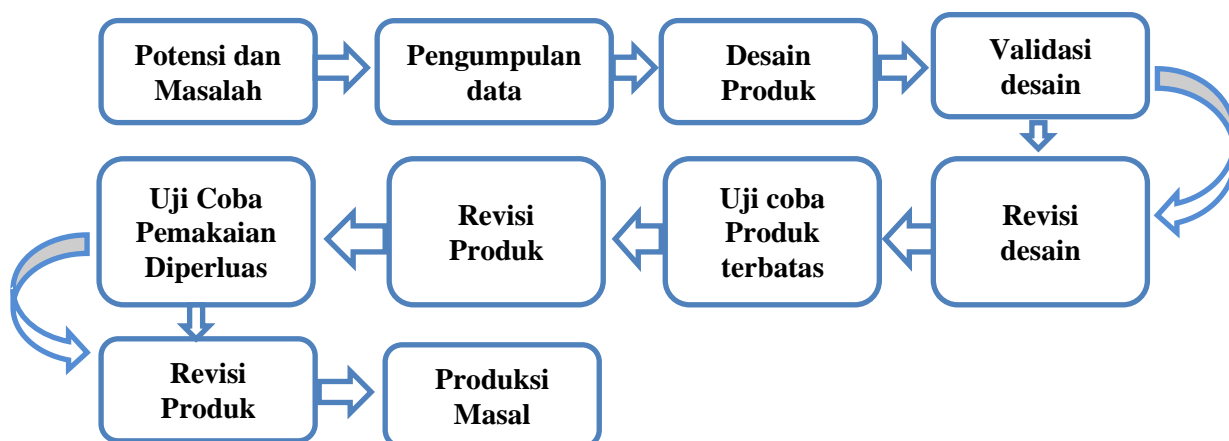 Potensi dan
Masalah
Pengumpulan
data
Desain
Produk
Validasi
desain
Revisi
desain
Uji coba
Produk
terbatas
Revisi
Produk
Uji Coba
Pemakaian
Diperluas
Revisi
Produk
Produksi
Masal